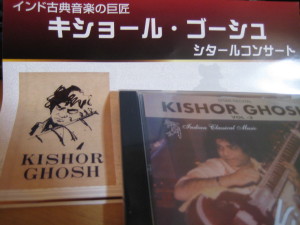 インド古典音楽の巨匠
キショール・ゴーシュ
シタールコンサート
KISHOR GHOSH
Indian Classical Music
KISHOR
GHOSH